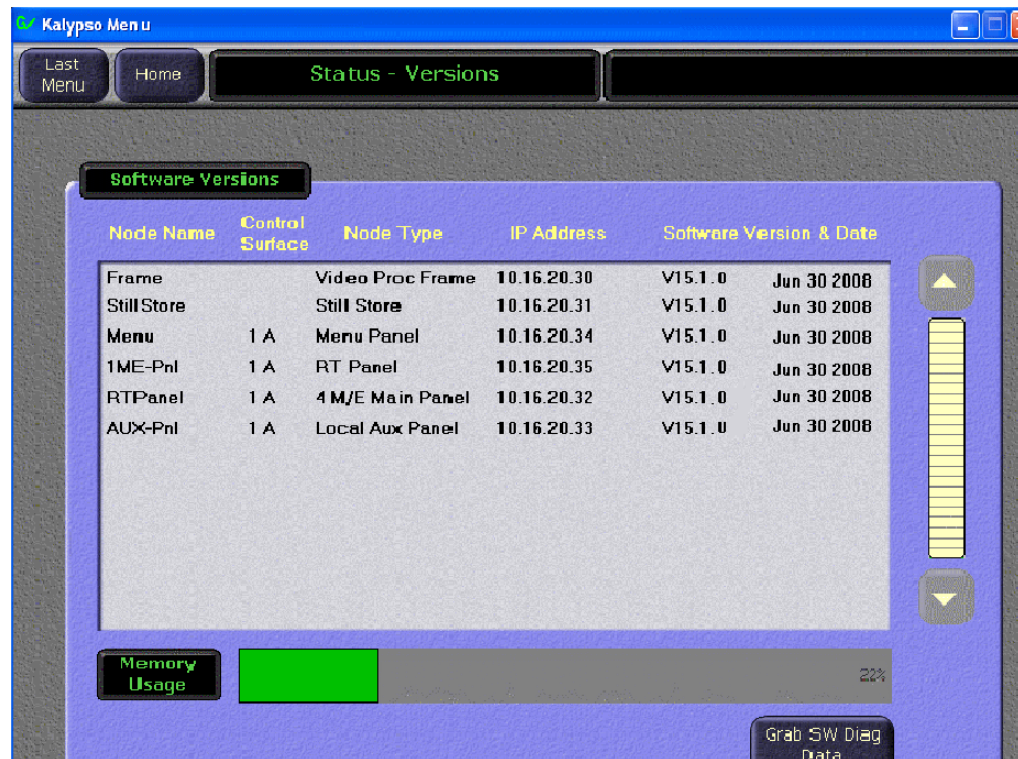 Kalypso Menu
Last Menu
Home
Status - Versions
Software Versions
Node Name Control Surface Node Type IP Address Software Version & Date
Frame Video Proc Frame 10.16.20.30 V15.1.0 Jun 30 2008
Still Store Still Store 10.16.20.31 V15.1.0 Jun 30 2008
Menu 1 A Menu Panel 10.16.20.34 V15.1.0 Jun 30 2008
1ME-Pnl 1 A RT Panel 10.16.20.35 V15.1.0 Jun 30 2008
RTPanel 1 A 4 M/E Main Panel 10.16.20.32 V15.1.0 Jun 30 2008
AUX-Pnl 1 A Local Aux Panel 10.16.20.33 V15.1.0 Jun 30 2008
Memory Usage
22%
Grab SW Diag
Data